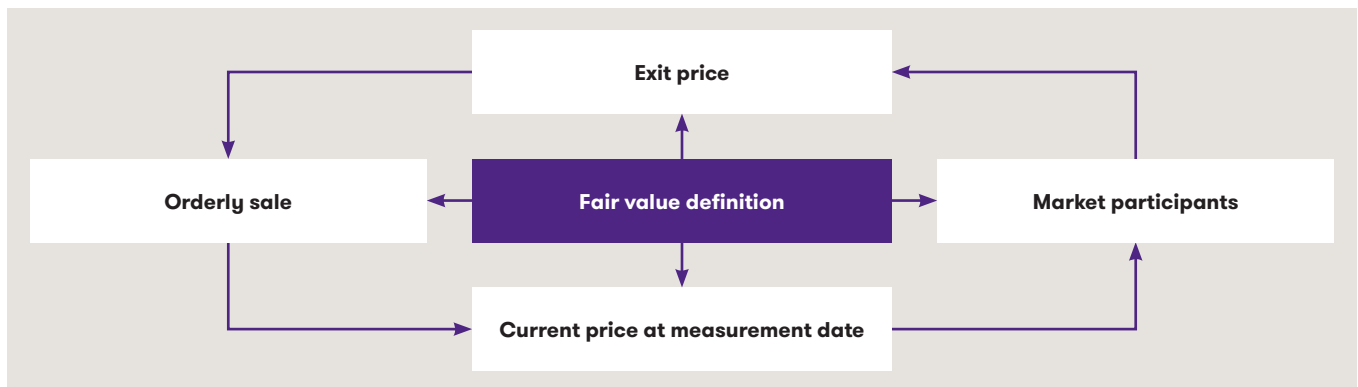 Exit price
Orderly sale
Fair value definition
Market participants
Current price at measurement date